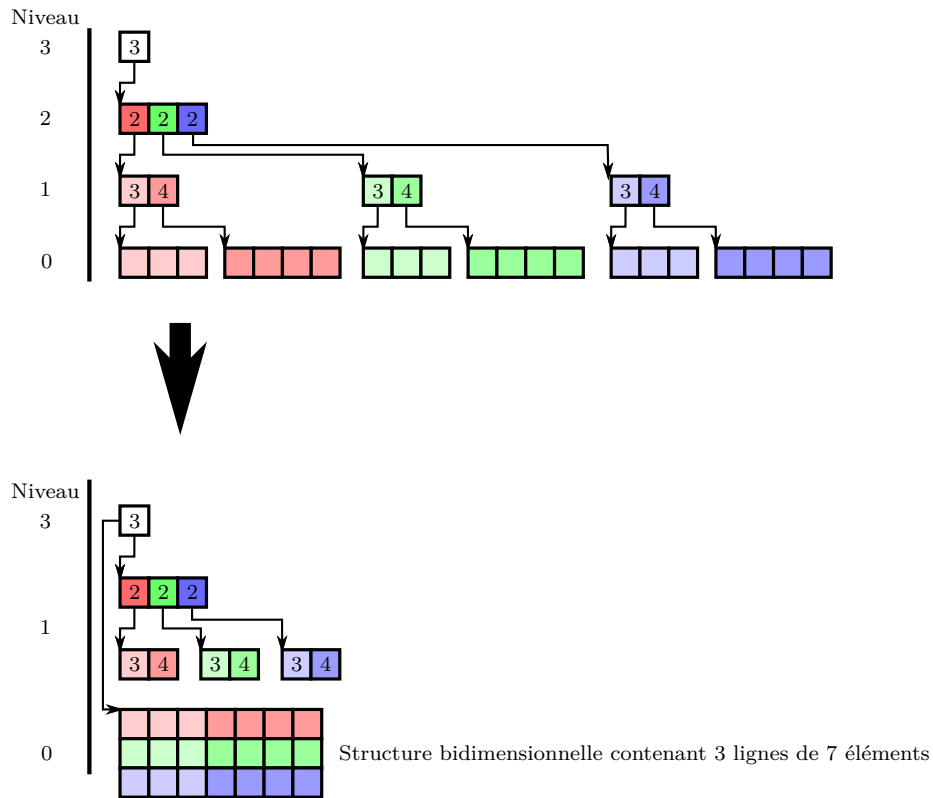 Niveau
3 3
2 2 2 2
1 3 4 3 4 3 4
0
Niveau
3 3
2 2 2
1
3 4 3 4 3 4
0 Structure bidimensionnelle contenant 3 lignes de 7 éléments